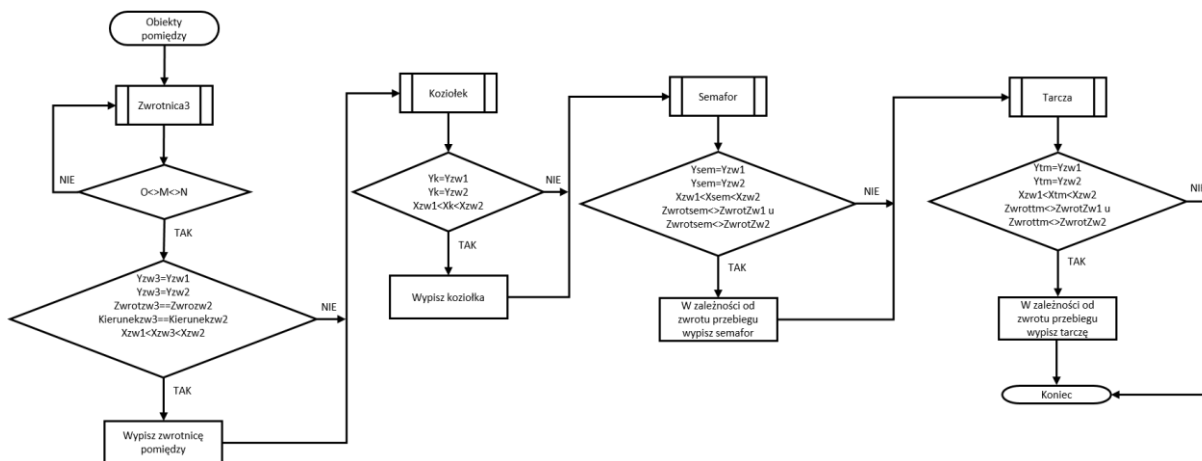 Obiekty
pomiędzy
Zwrotnica3
NIE
O<>M<>N
TAK
Yzw3=Yzw1
Yzw3=Yzw2
Zwrotzw3==Zwrozw2
Kierunekzw3==Kierunekzw2
Xzw1<Xzw3<Xzw2
NIE
TAK
Wypisz zwrotnicę
pomiędzy
Koziołek
Yk=Yzw1
Yk=Yzw2
Xzw1<Xk<Xzw2
NIE
TAK
Wypisz koziołka
Semafor
Ysem=Yzw1
Ysem=Yzw2
Xzw1<Xsem<Xzw2
Zwrotsem<>ZwrotZw1 u
Zwrotsem<>ZwrotZw2
NIE
TAK
W zależności od
zwrotu przebiegu
wypisz semafor
Tarcza
Ytm=Yzw1
Ytm=Yzw2
Xzw1<Xtm<Xzw2
Zwrottm<>ZwrotZw1 u
Zwrottm<>ZwrotZw2
TAK
W zależności od
zwrotu przebiegu
wypisz tarczę
Koniec